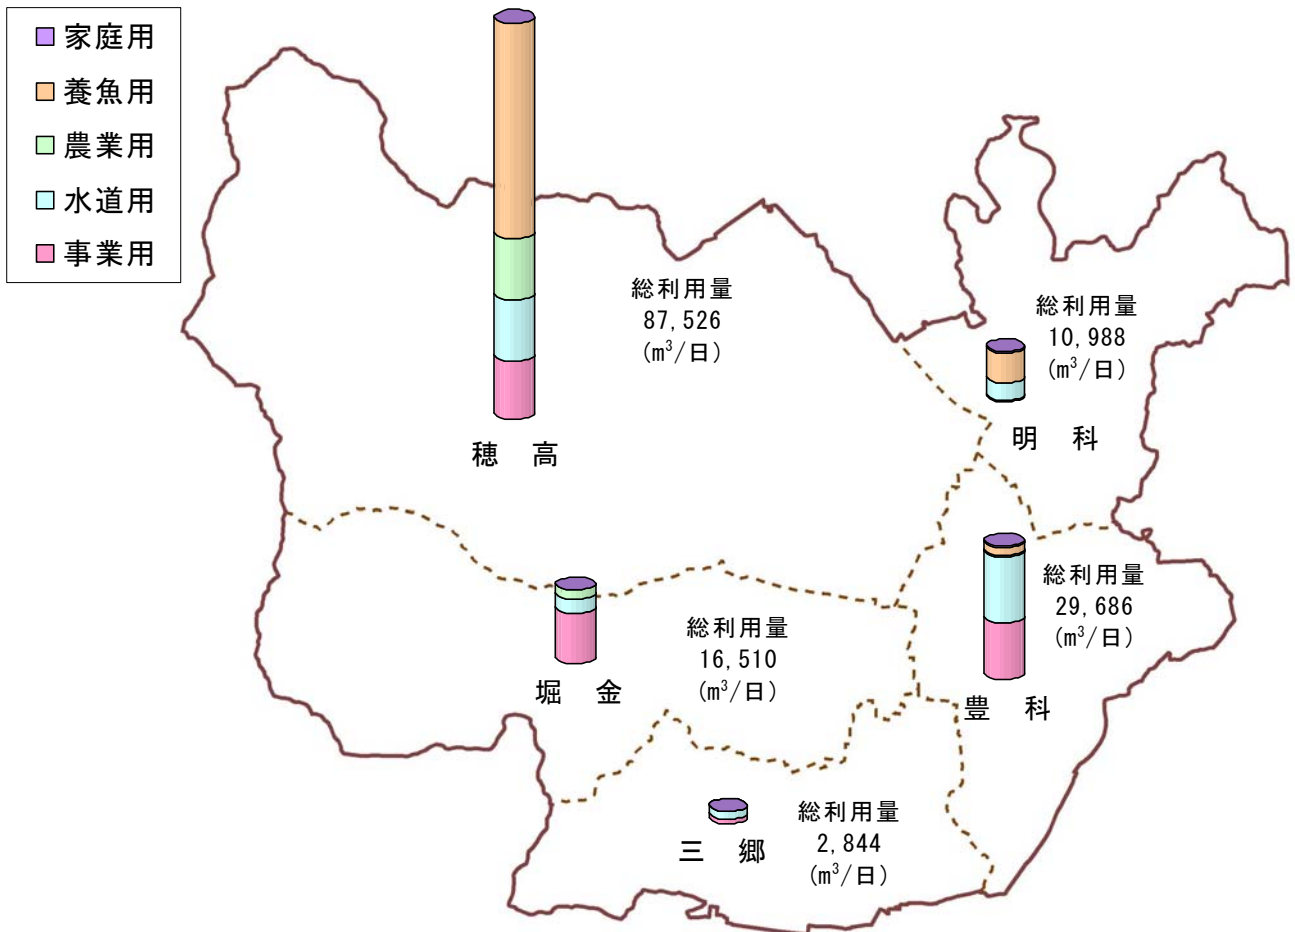 家庭用
養魚用
農業用
水道用
事業用
総利用量
87,526
(m³/日)
穂 高
総利用量
10,988
(m³/日)
明 科
総利用量
29,686
(m³/日)
豊 科
総利用量
16,510
(m³/日)
堀 金
総利用量
2,844
(m³/日)
三 郷